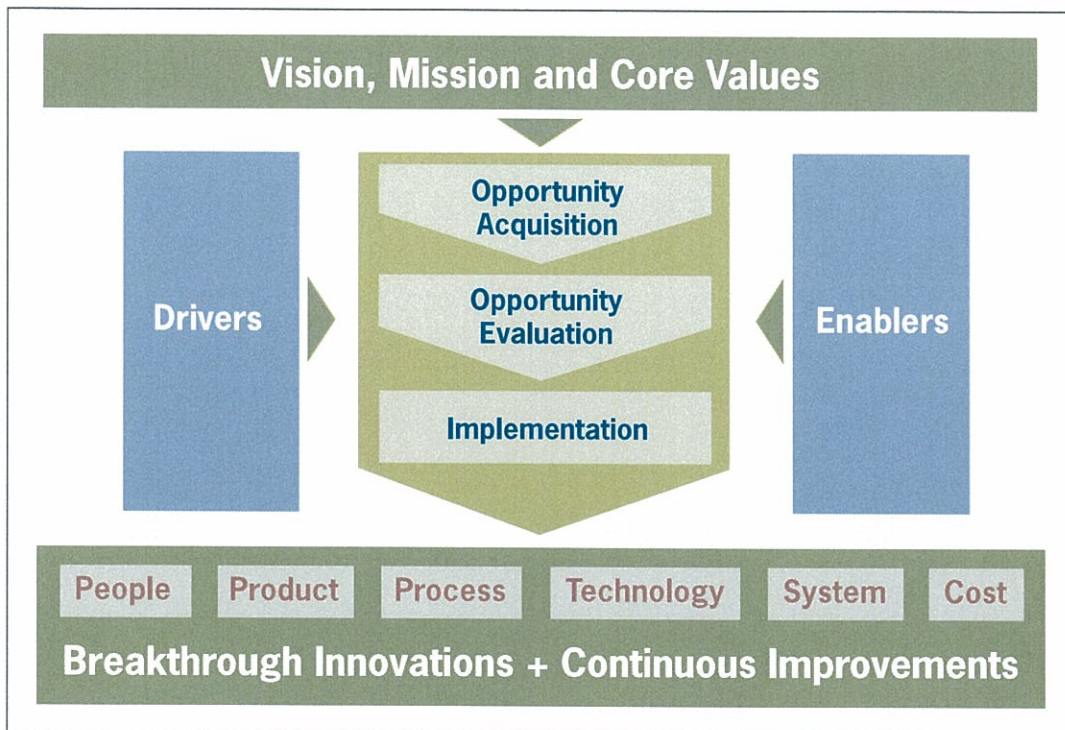 Vision, Mission and Core Values
Opportunity
Acquisition
Drivers
Opportunity
Evaluation
Enablers
Implementation
People
Product
Process
Technology
System
Cost
Breakthrough Innovations + Continuous Improvements